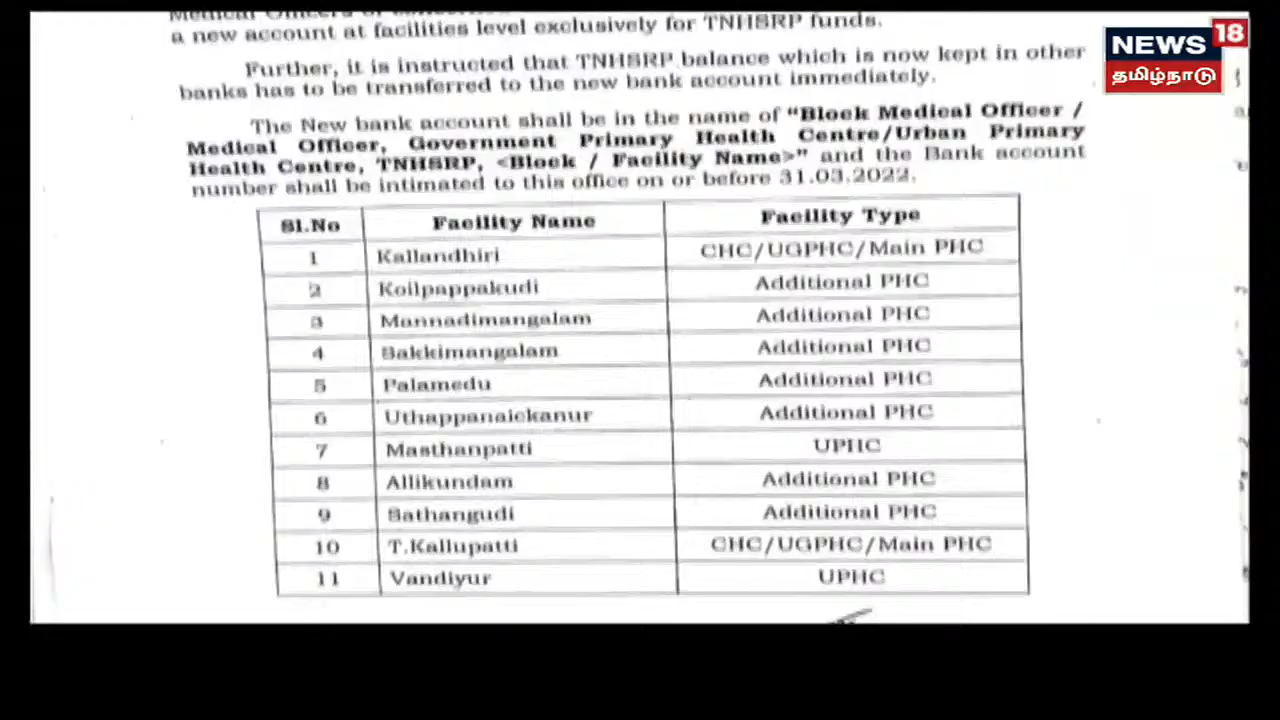 a new account at facilities level exclusively for TNHSRP funds.
Further, it is instructed that TNHSRP balance which is now kept in other
banks has to be transferred to the new bank account immediately.
The New bank account shall be in the name of "Block Medical Officer /
Medical Officer, Government Primary Health Centre/Urban Primary
Health Centre, TNHSRP, <Block / Facility Name>" and the Bank account
number shall be intimated to this office on or before 31.03.2022.
Sl.No Facility Name Facility Type
1 Kallandhiri CHC/UGPHC/Main PHC
2 Koilpappakudi Additional PHC
3 Mannadimangalam Additional PHC
4 Sakkimangalam Additional PHC
5 Palamedu Additional PHC
6 Uthappanaickanur Additional PHC
7 Masthanpatti UPHC
8 Allikundam Additional PHC
9 Sathangudi Additional PHC
10 T.Kallupatti CHC/UGPHC/Main PHC
11 Vandiyur UPHC
NEWS 18
தமிழ்நாடு